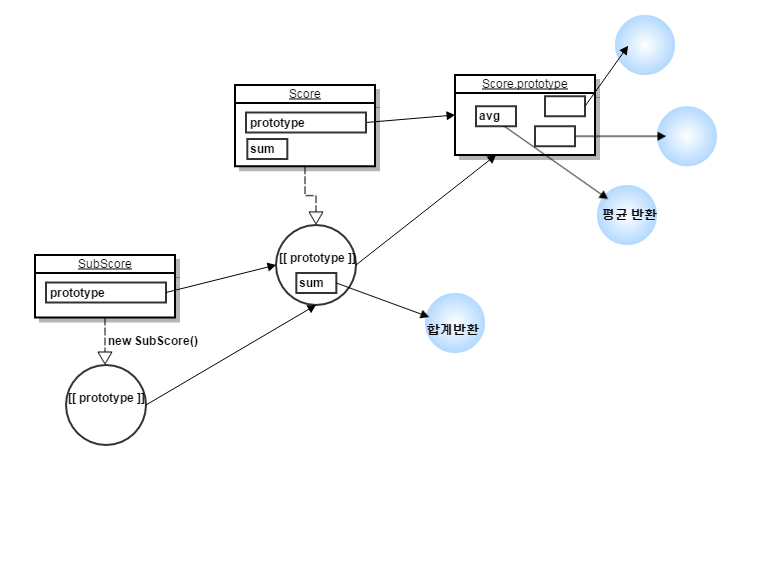 Score
prototype
sum
Score.prototype
avg
평균 반환
[[ prototype ]]
sum
합계반환
SubScore
prototype
new SubScore()
[[ prototype ]]